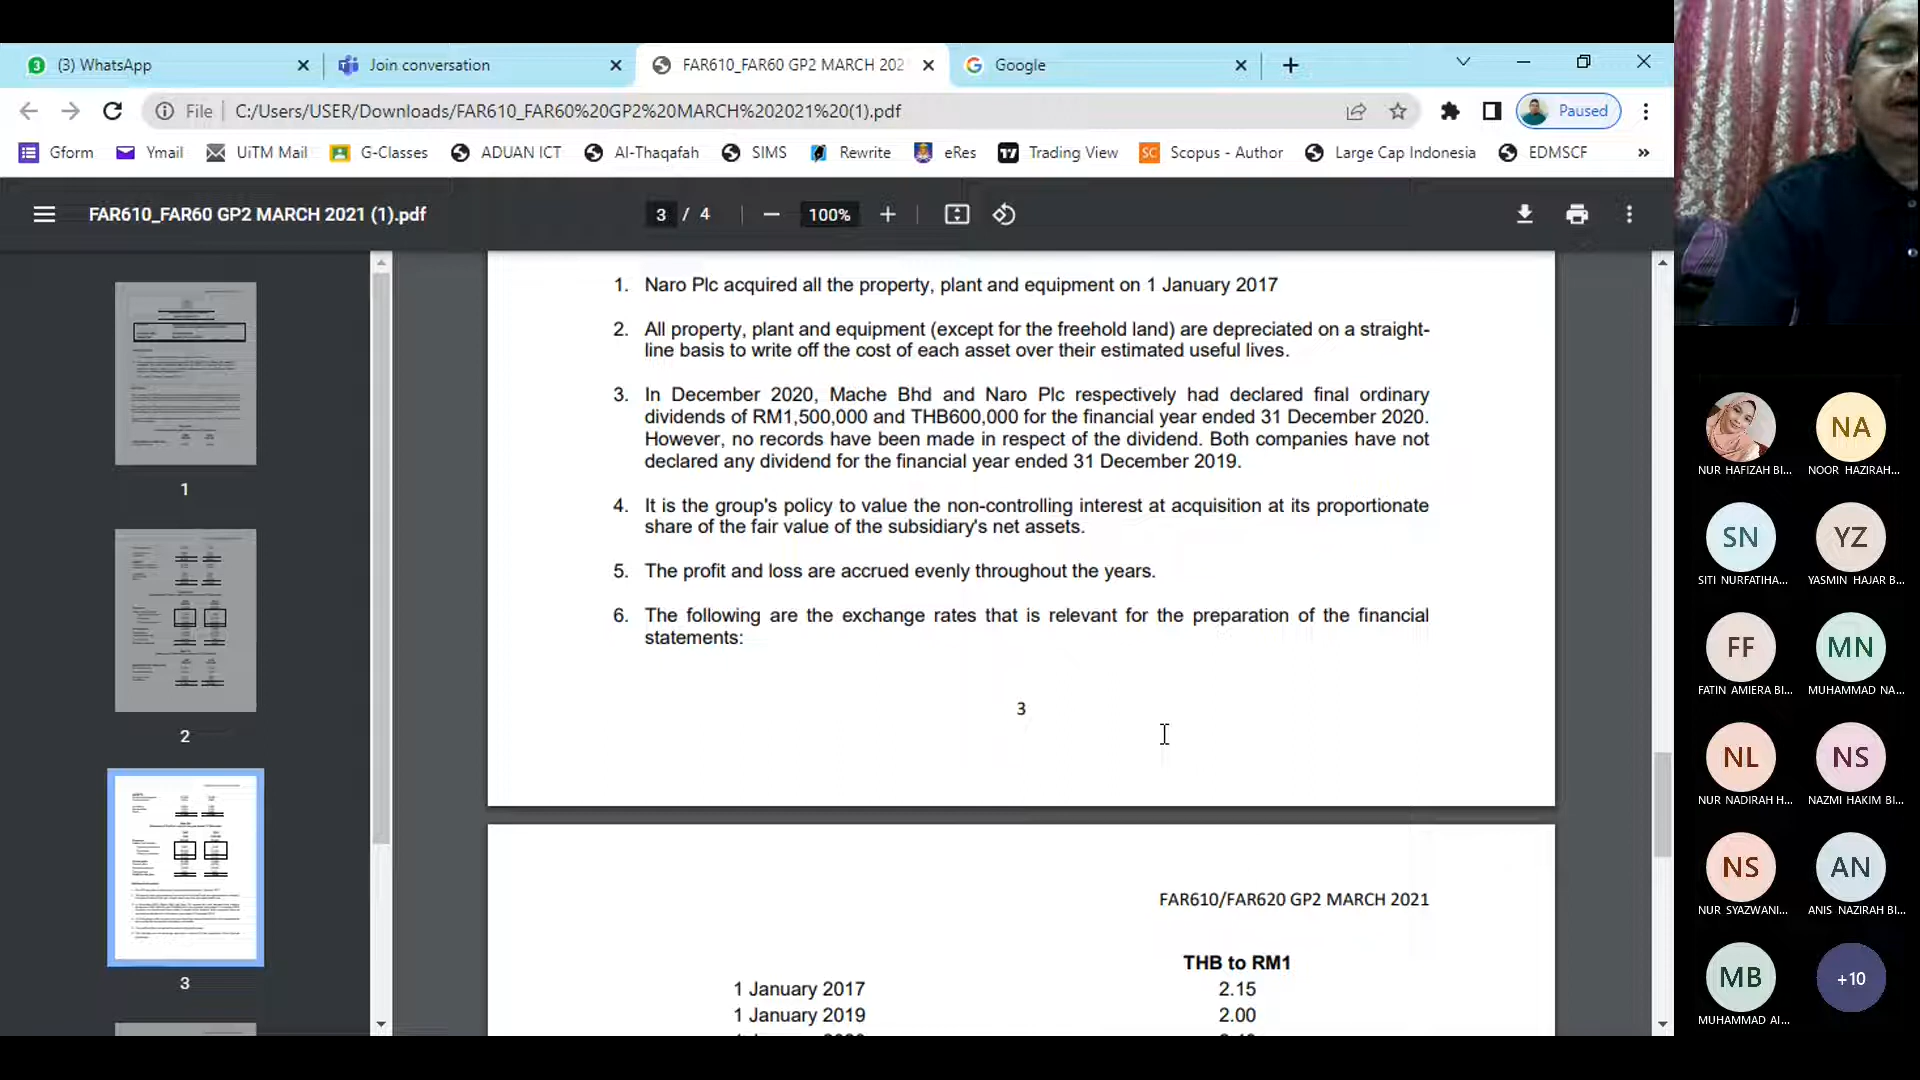 (3) WhatsApp
Join conversation
FAR610_FAR60 GP2 MARCH 202
Google
File
C:/Users/USER/Downloads/FAR610_FAR60%20GP2%20MARCH%202021%20(1).pdf
Paused
Gform
Ymail
UiTM Mail
G-Classes
ADUAN ICT
Al-Thaqafah
SIMS
Rewrite
eRes
Trading View
Scopus - Author
Large Cap Indonesia
EDMSCF
»
FAR610_FAR60 GP2 MARCH 2021 (1).pdf
3 / 4
100%
1
2
3
1. Naro Plc acquired all the property, plant and equipment on 1 January 2017
2. All property, plant and equipment (except for the freehold land) are depreciated on a straight-
line basis to write off the cost of each asset over their estimated useful lives.
3. In December 2020, Mache Bhd and Naro Plc respectively had declared final ordinary
dividends of RM1,500,000 and THB600,000 for the financial year ended 31 December 2020.
However, no records have been made in respect of the dividend. Both companies have not
declared any dividend for the financial year ended 31 December 2019.
4. It is the group's policy to value the non-controlling interest at acquisition at its proportionate
share of the fair value of the subsidiary's net assets.
5. The profit and loss are accrued evenly throughout the years.
6. The following are the exchange rates that is relevant for the preparation of the financial
statements:
3
FAR610/FAR620 GP2 MARCH 2021
THB to RM1
1 January 2017 2.15
1 January 2019 2.00
NUR HAFIZAH BI...
NA
NOOR HAZIRAH...
SN
SITI NURFATIHA...
YZ
YASMIN HAJAR B...
FF
FATIN AMIERA BI...
MN
MUHAMMAD NA...
NL
NUR NADIRAH H...
NS
NAZMI HAKIM BI...
NS
NUR SYAZWANI...
AN
ANIS NAZIRAH BI...
MB
MUHAMMAD AI...
+10